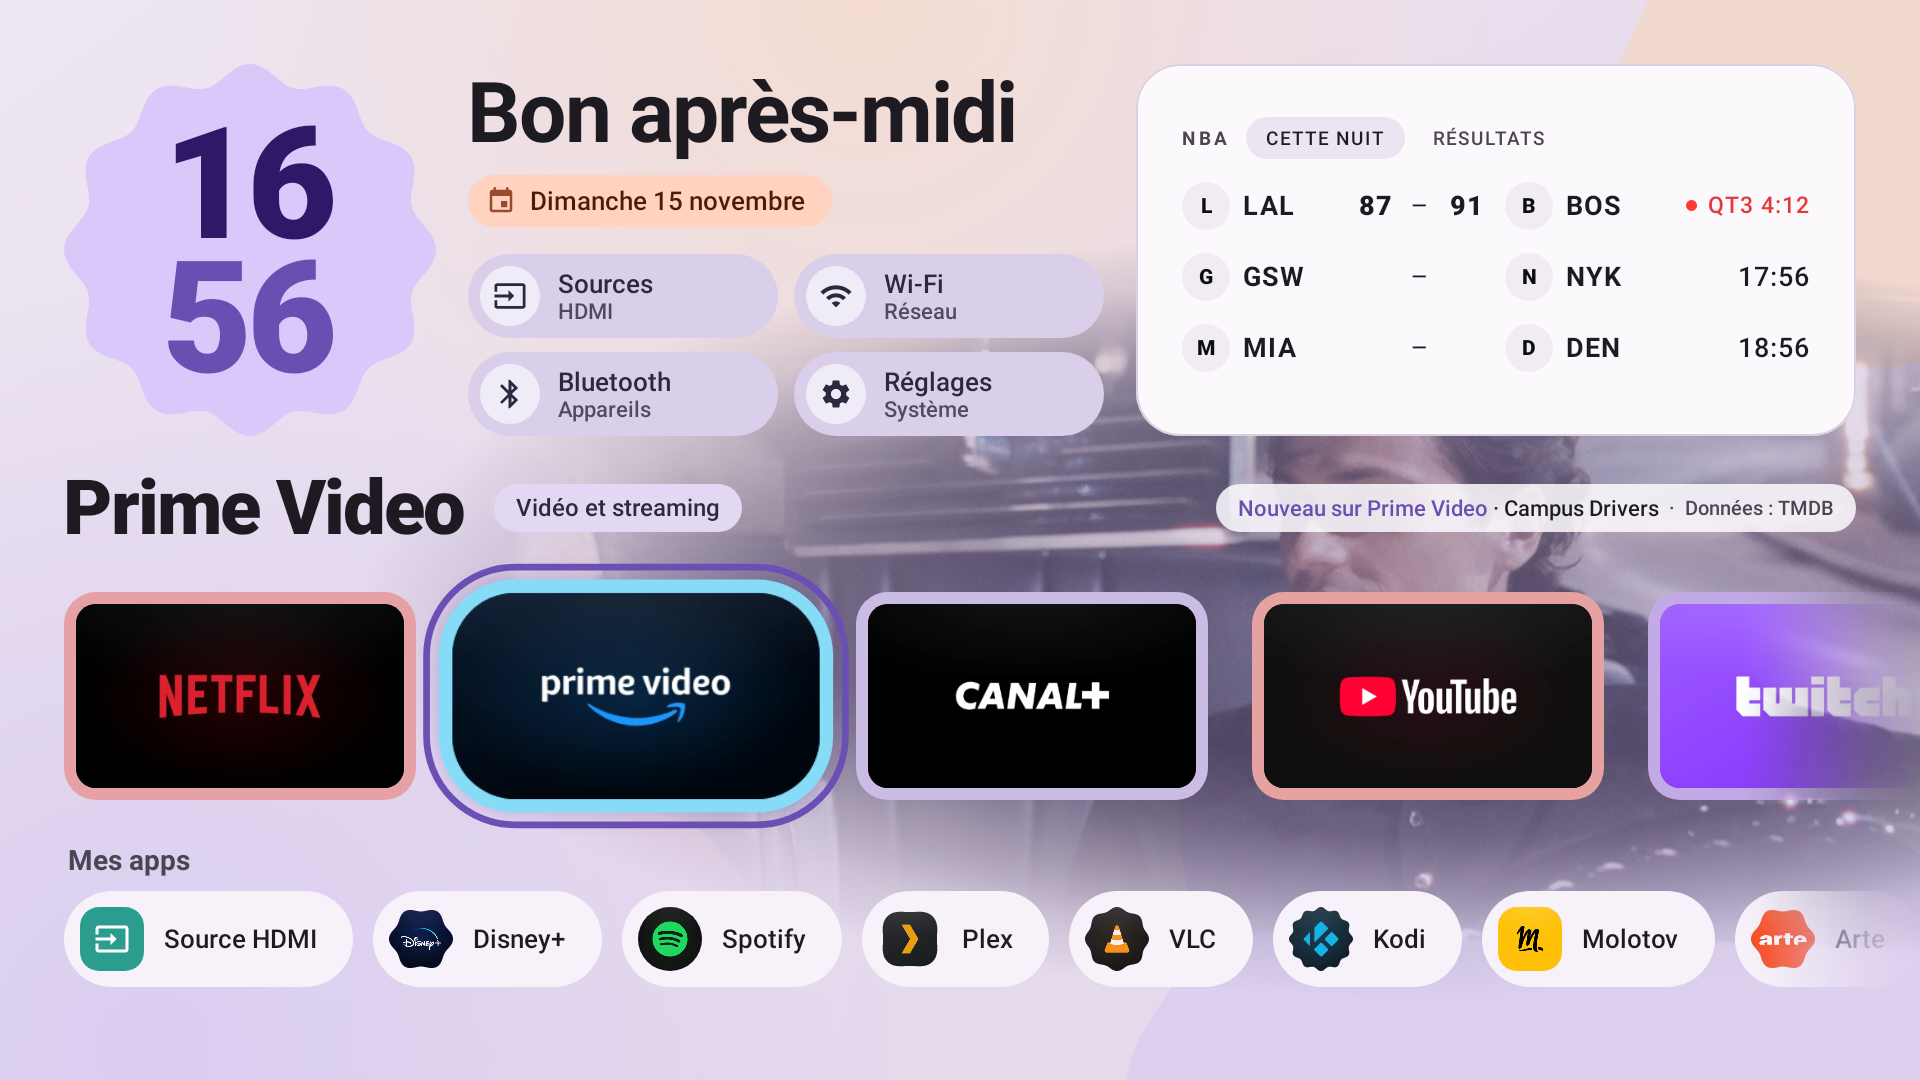 16
56
Bon après-midi
Dimanche 15 novembre
Sources
HDMI
Wi-Fi
Réseau
Bluetooth
Appareils
Réglages
Système
NBA CETTE NUIT RÉSULTATS
L LAL 87 – 91 B BOS • QT3 4:12
G GSW – N NYK 17:56
M MIA – D DEN 18:56
Prime Video
Vidéo et streaming
Nouveau sur Prime Video · Campus Drivers · Données : TMDB
NETFLIX
prime video
CANAL+
YouTube
twitch
Mes apps
Source HDMI
Disney+ Disney+
Spotify
Plex
VLC
Kodi
M. Molotov
arte Arte